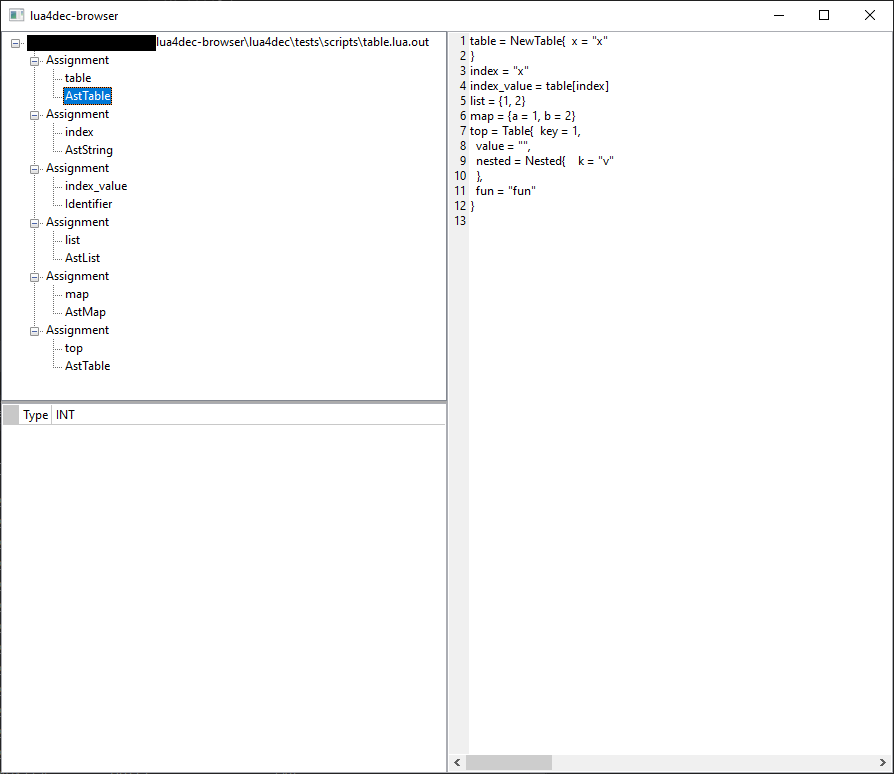 lua4dec-browser
lua4dec-browser\lua4dec\tests\scripts\table.lua.out
Assignment
table
AstTable
Assignment
index
AstString
Assignment
index_value
Identifier
Assignment
list
AstList
Assignment
map
AstMap
Assignment
top
AstTable
Type INT
1 table = NewTable{  x = "x"
2 }
3 index = "x"
4 index_value = table[index]
5 list = {1, 2}
6 map = {a = 1, b = 2}
7 top = Table{  key = 1,
8   value = "",
9   nested = Nested{    k = "v"
10   },
11   fun = "fun"
12 }
13